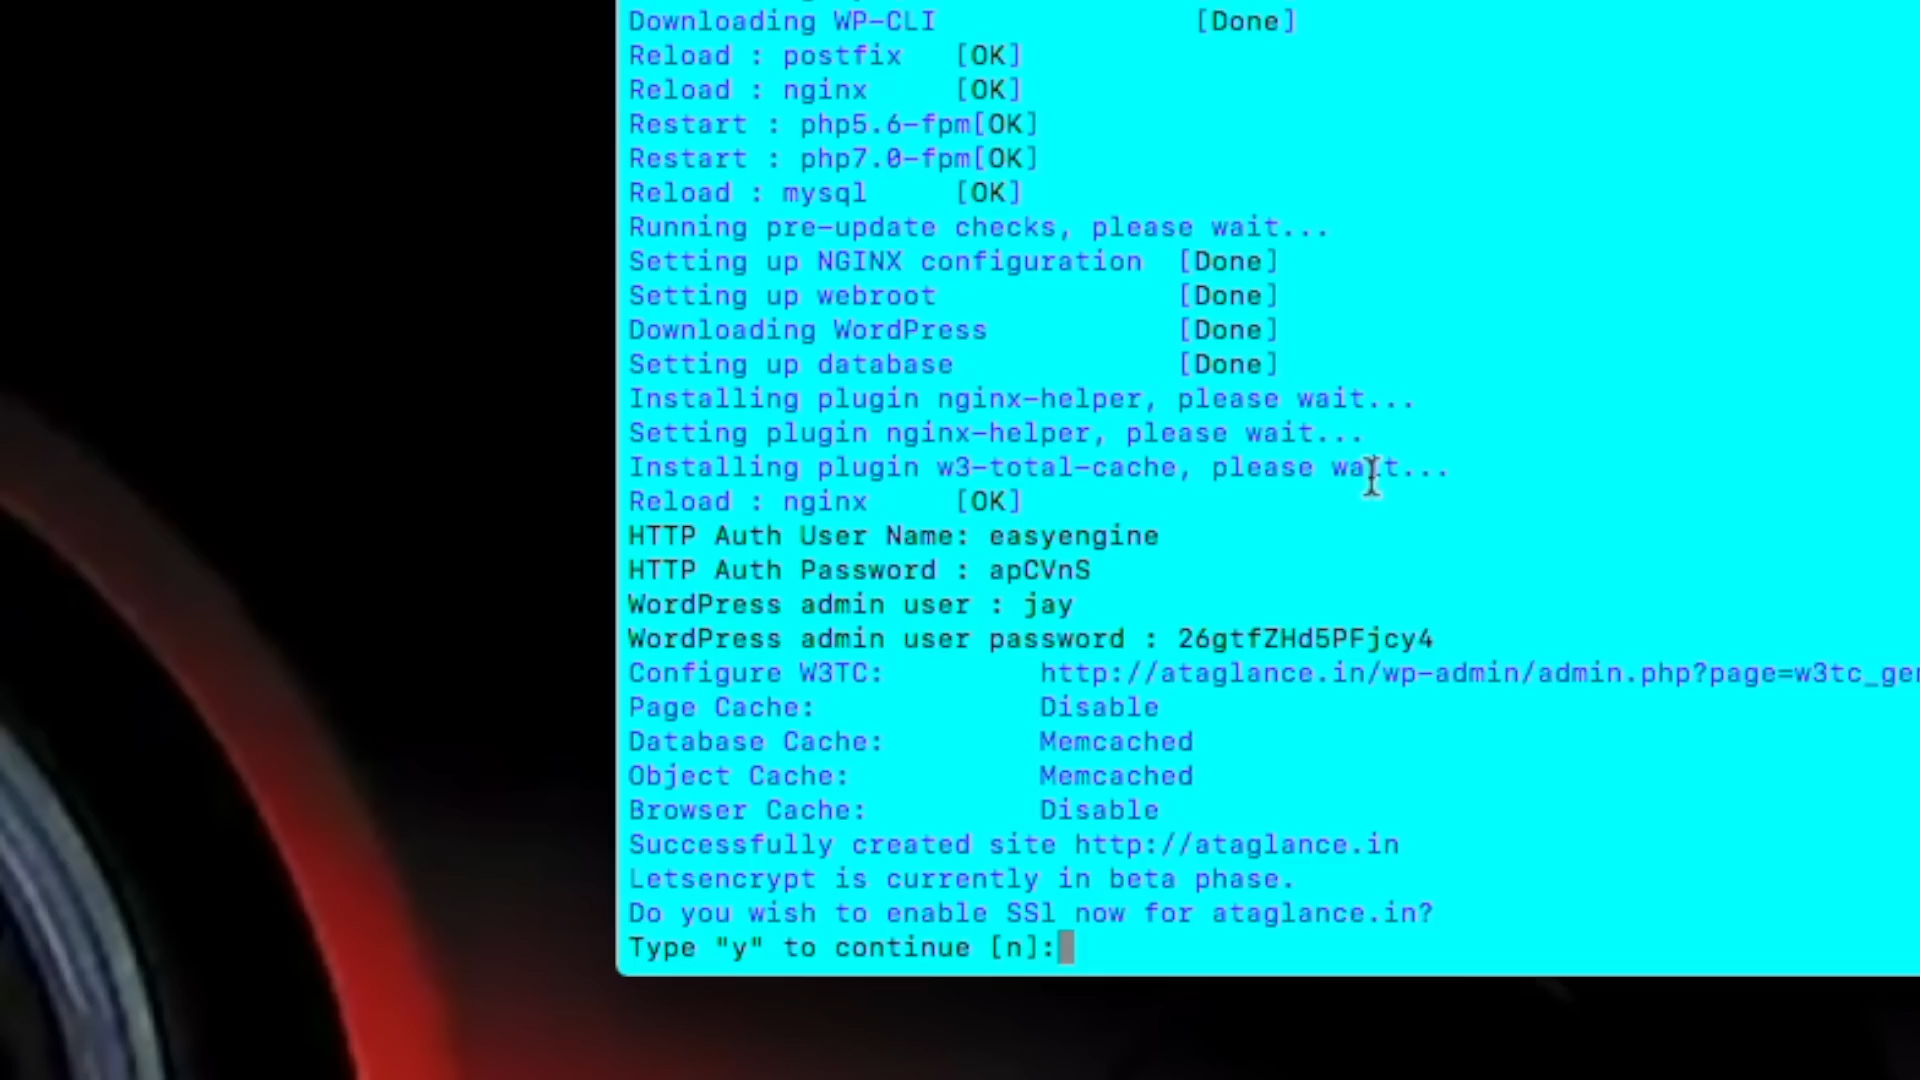 Downloading WP-CLI [Done]
Reload : postfix [OK]
Reload : nginx [OK]
Restart : php5.6-fpm[OK]
Restart : php7.0-fpm[OK]
Reload : mysql [OK]
Running pre-update checks, please wait...
Setting up NGINX configuration [Done]
Setting up webroot [Done]
Downloading WordPress [Done]
Setting up database [Done]
Installing plugin nginx-helper, please wait...
Setting plugin nginx-helper, please wait...
Installing plugin w3-total-cache, please wait...
Reload : nginx [OK]
HTTP Auth User Name: easyengine
HTTP Auth Password : apCVnS
WordPress admin user : jay
WordPress admin user password : 26gtfZHd5PFjcy4
Configure W3TC: http://ataglance.in/wp-admin/admin.php?page=w3tc_ge
Page Cache: Disable
Database Cache: Memcached
Object Cache: Memcached
Browser Cache: Disable
Successfully created site http://ataglance.in
Letsencrypt is currently in beta phase.
Do you wish to enable SSl now for ataglance.in?
Type "y" to continue [n]: